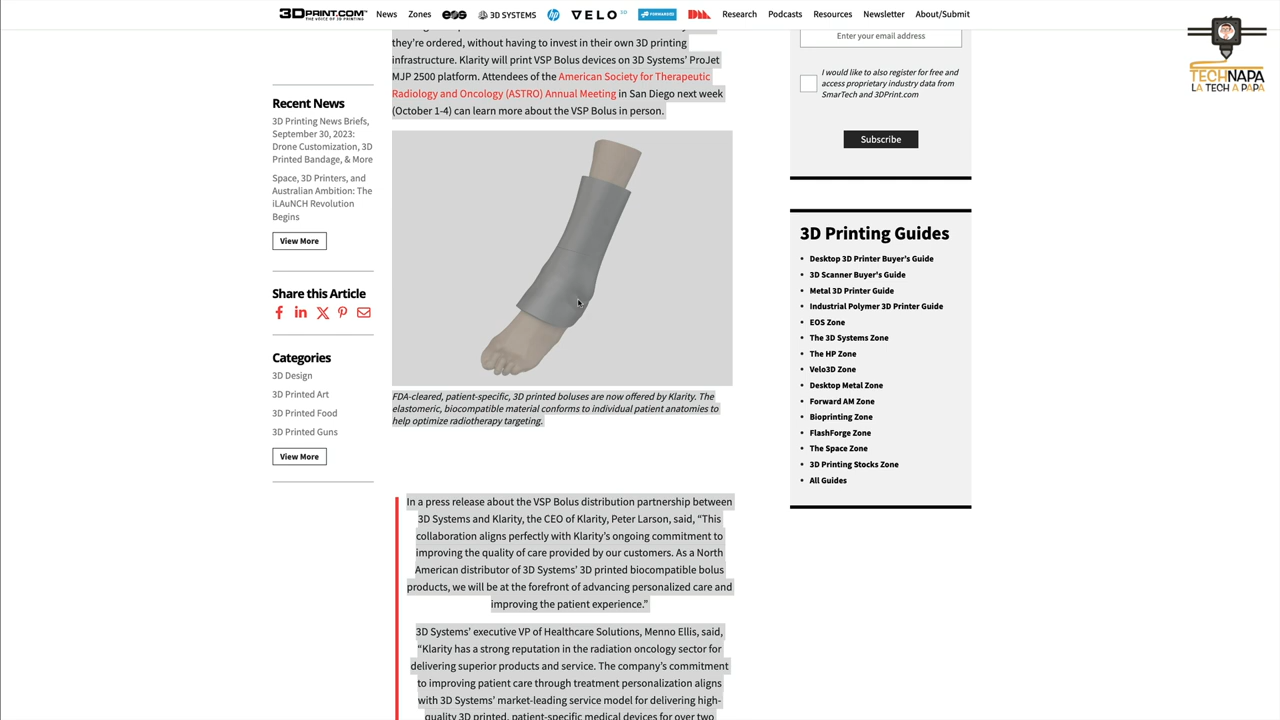 3DPRINT.COM™
THE VOICE OF 3D PRINTING
News
Zones
eos
3D SYSTEMS
hp
VELO3D
FORMNEXT
Research
Podcasts
Resources
Newsletter
About/Submit
TECHNAPA
LA TECH A PAPA
Recent News
3D Printing News Briefs,
September 30, 2023:
Drone Customization, 3D
Printed Bandage, & More
Space, 3D Printers, and
Australian Ambition: The
iLAuNCH Revolution
Begins
View More
Share this Article
Categories
3D Design
3D Printed Art
3D Printed Food
3D Printed Guns
View More
they're ordered, without having to invest in their own 3D printing
infrastructure. Klarity will print VSP Bolus devices on 3D Systems' ProJet
MJP 2500 platform. Attendees of the American Society for Therapeutic
Radiology and Oncology (ASTRO) Annual Meeting in San Diego next week
(October 1-4) can learn more about the VSP Bolus in person.
FDA-cleared, patient-specific, 3D printed boluses are now offered by Klarity. The
elastomeric, biocompatible material conforms to individual patient anatomies to
help optimize radiotherapy targeting.
In a press release about the VSP Bolus distribution partnership between
3D Systems and Klarity, the CEO of Klarity, Peter Larson, said, “This
collaboration aligns perfectly with Klarity's ongoing commitment to
improving the quality of care provided by our customers. As a North
American distributor of 3D Systems' 3D printed biocompatible bolus
products, we will be at the forefront of advancing personalized care and
improving the patient experience.”
3D Systems' executive VP of Healthcare Solutions, Menno Ellis, said,
“Klarity has a strong reputation in the radiation oncology sector for
delivering superior products and service. The company's commitment
to improving patient care through treatment personalization aligns
with 3D Systems' market-leading service model for delivering high-
quality 3D printed, patient-specific medical devices for over two
Enter your email address
I would like to also register for free and
access proprietary industry data from
SmarTech and 3DPrint.com
Subscribe
3D Printing Guides
Desktop 3D Printer Buyer's Guide
3D Scanner Buyer's Guide
Metal 3D Printer Guide
Industrial Polymer 3D Printer Guide
EOS Zone
The 3D Systems Zone
The HP Zone
Velo3D Zone
Desktop Metal Zone
Forward AM Zone
Bioprinting Zone
FlashForge Zone
The Space Zone
3D Printing Stocks Zone
All Guides